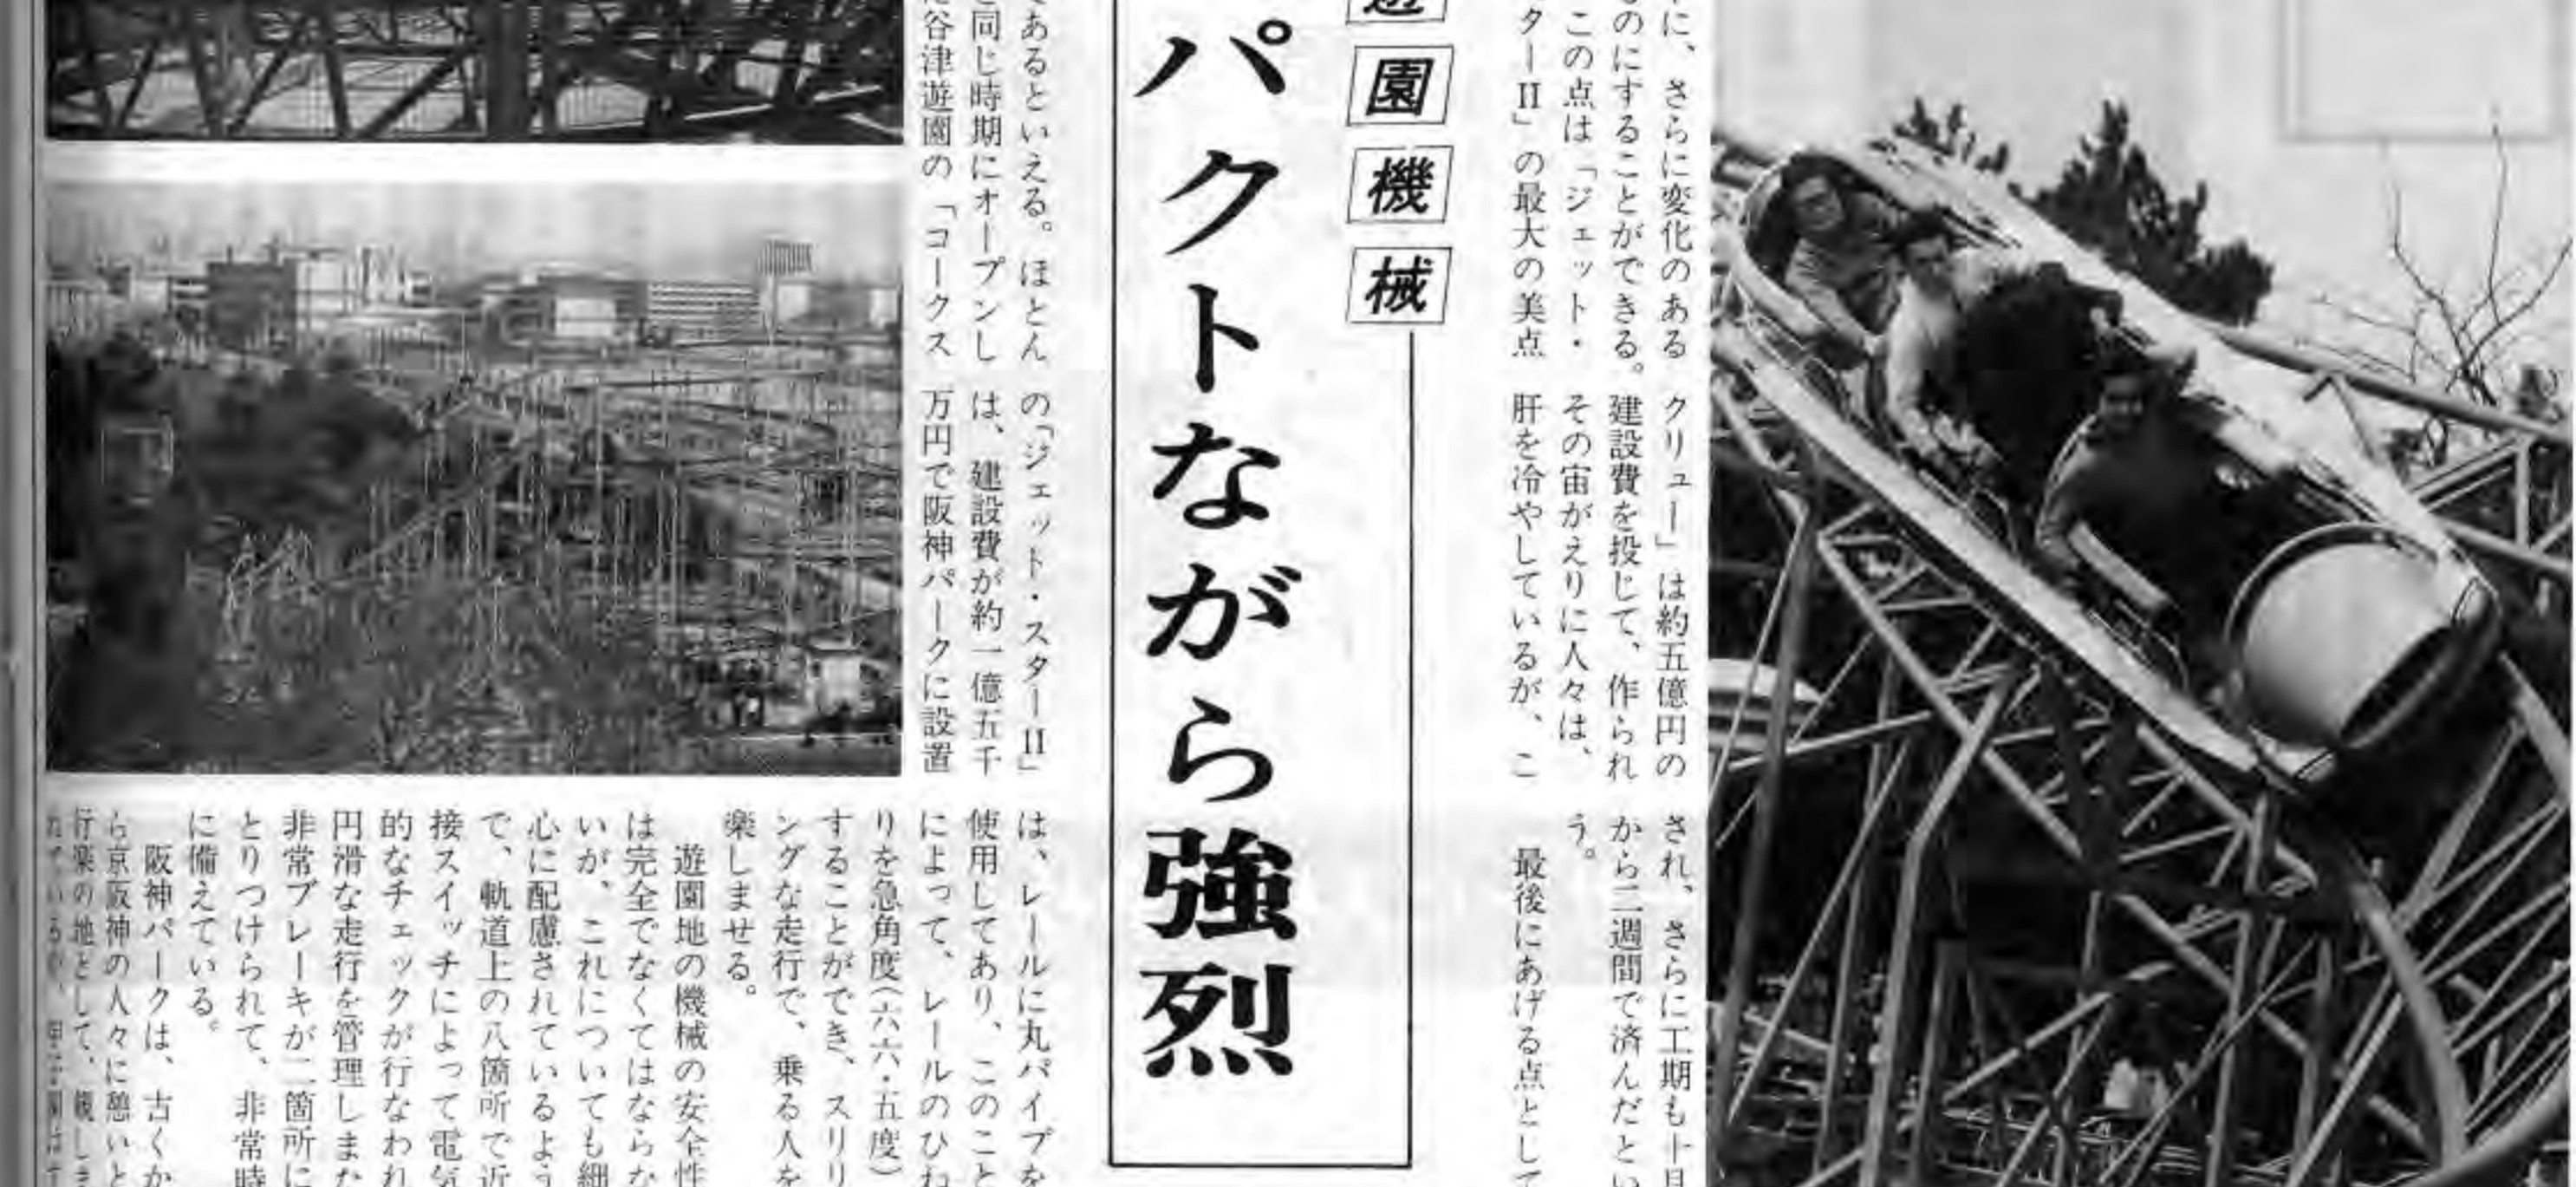 遊園機械
パクトながら強烈
に、さらに変化のある
のにすることができる。
この点は「ジェット・
ターⅡ」の最大の美点
であるといえる。ほとん
同じ時期にオープンし
谷津遊園の「コークス
クリュー」は約五億円の
建設費を投じて、作られ
その宙がえりに人々は、
肝を冷やしているが、こ
の「ジェット・スターⅡ」
は、建設費が約一億五千
万円で阪神パークに設置
され、さらに工期も十月
から二週間で済んだとい
う。
最後にあげる点として
は、レールに丸パイプを
使用してあり、このこと
によって、レールのひね
りを急角度(六六・五度)
することができ、スリリ
ングな走行で、乗る人を
楽しませる。
遊園地の機械の安全性
は完全でなくてはならな
いが、これについても細
心に配慮されているよう
で、軌道上の八箇所で近
接スイッチによって電気
的なチェックが行なわれ
円滑な走行を管理しまた
非常ブレーキが二箇所に
とりつけられて、非常時
に備えている。
阪神パークは、古くか
ら京阪神の人々に憩いと
行楽の地として、親しま
れている